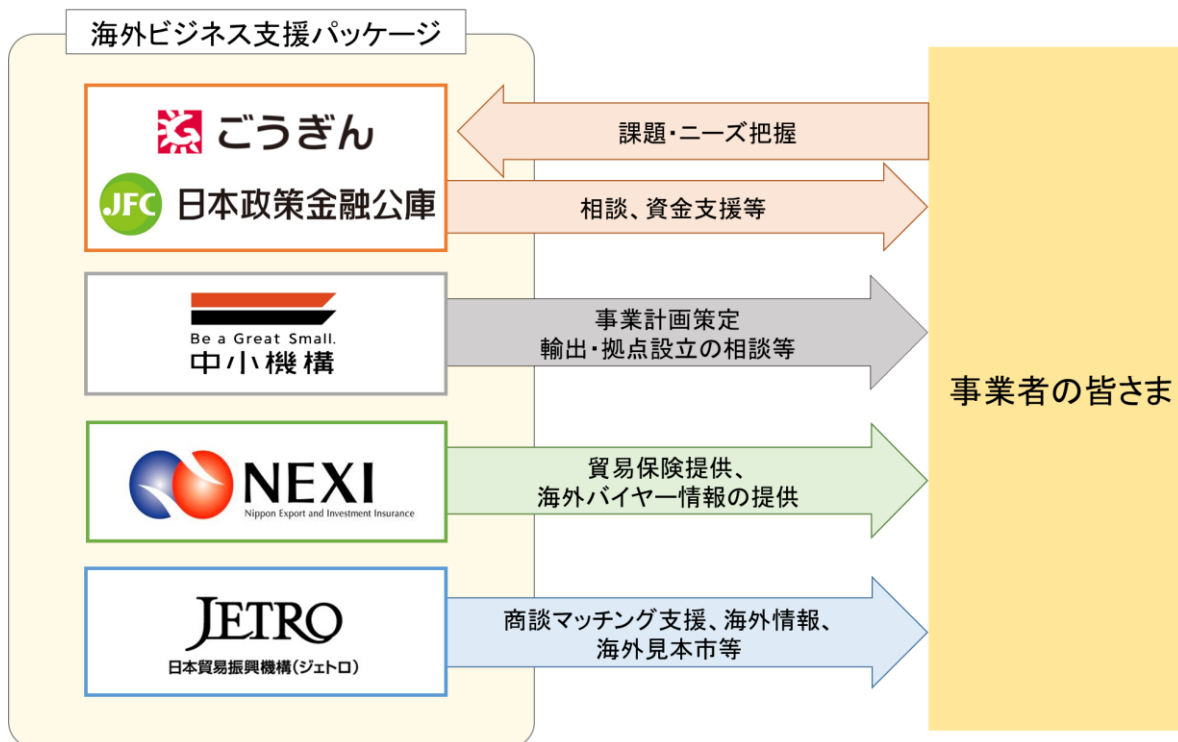 海外ビジネス支援パッケージ
ごうぎん
課題・ニーズ把握
JFC 日本政策金融公庫
相談、資金支援等
Be a Great Small.
中小機構
事業計画策定
輸出・拠点設立の相談等
NEXI
Nippon Export and Investment Insurance
貿易保険提供、
海外バイヤー情報の提供
JETRO
日本貿易振興機構(ジェトロ)
商談マッチング支援、海外情報、
海外見本市等
事業者の皆さま